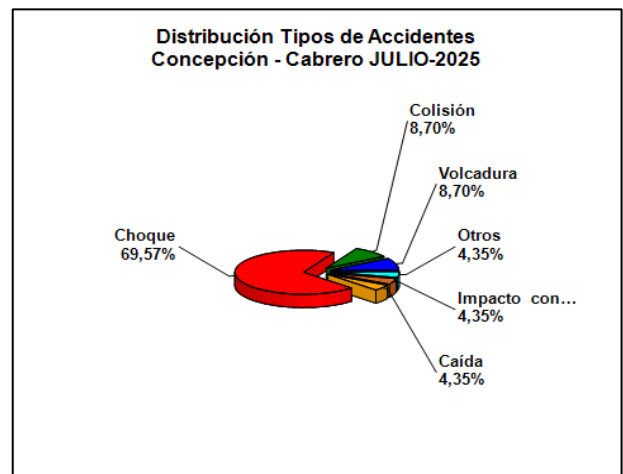 Distribución Tipos de Accidentes
Concepción - Cabrero JULIO-2025
Colisión
8,70%
Volcadura
8,70%
Choque
69,57%
Otros
4,35%
Impacto con...
4,35%
Caída
4,35%